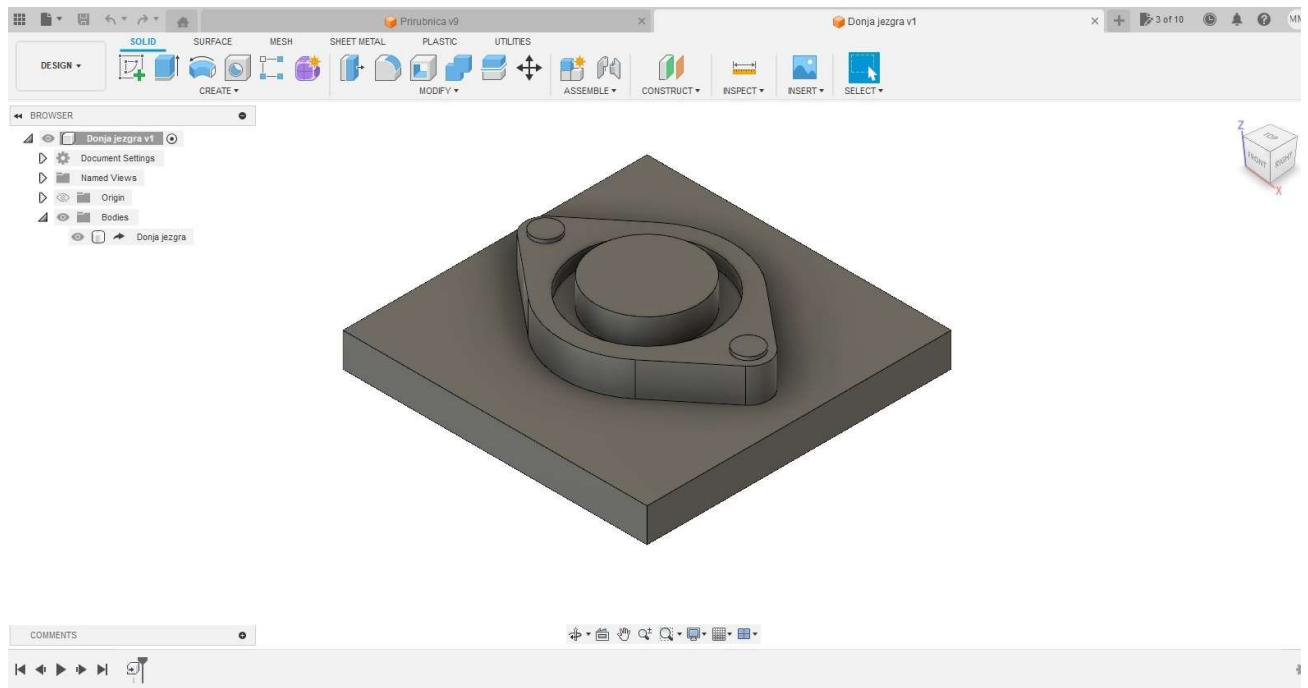 Prirubnica v9
Donja jezgra v1
3 of 10
MM
DESIGN
SOLID SURFACE MESH SHEET METAL PLASTIC UTILITIES
CREATE MODIFY ASSEMBLE CONSTRUCT INSPECT INSERT SELECT
BROWSER
Donja jezgra v1
Document Settings
Named Views
Origin
Bodies
Donja jezgra
Z
TOP
FRONT RIGHT
X
COMMENTS